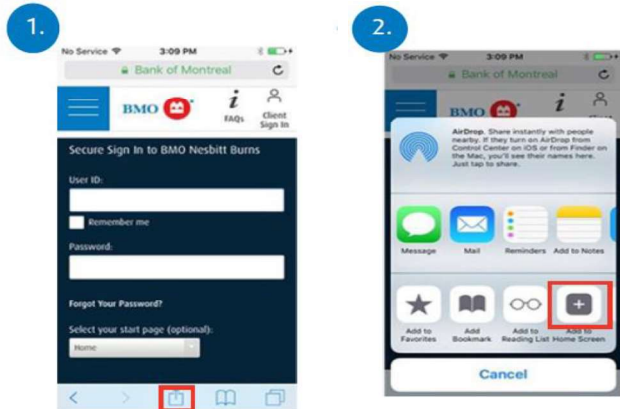 1.
No Service 3:09 PM
Bank of Montreal
BMO
i
FAQs
Client
Sign In
Secure Sign In to BMO Nesbitt Burns
User ID:
Remember me
Password:
Forgot Your Password?
Select your start page (optional):
Home
2.
No Service 3:09 PM
Bank of Montreal
BMO
i
AirDrop. Share instantly with people
nearby. If they turn on AirDrop from
Control Center on iOS or from Finder on
the Mac, you'll see their names here.
Just tap to share.
Message Mail Reminders Add to Notes
Add to
Favorites
Add
Bookmark
Add to
Reading List
Add to
Home Screen
Cancel